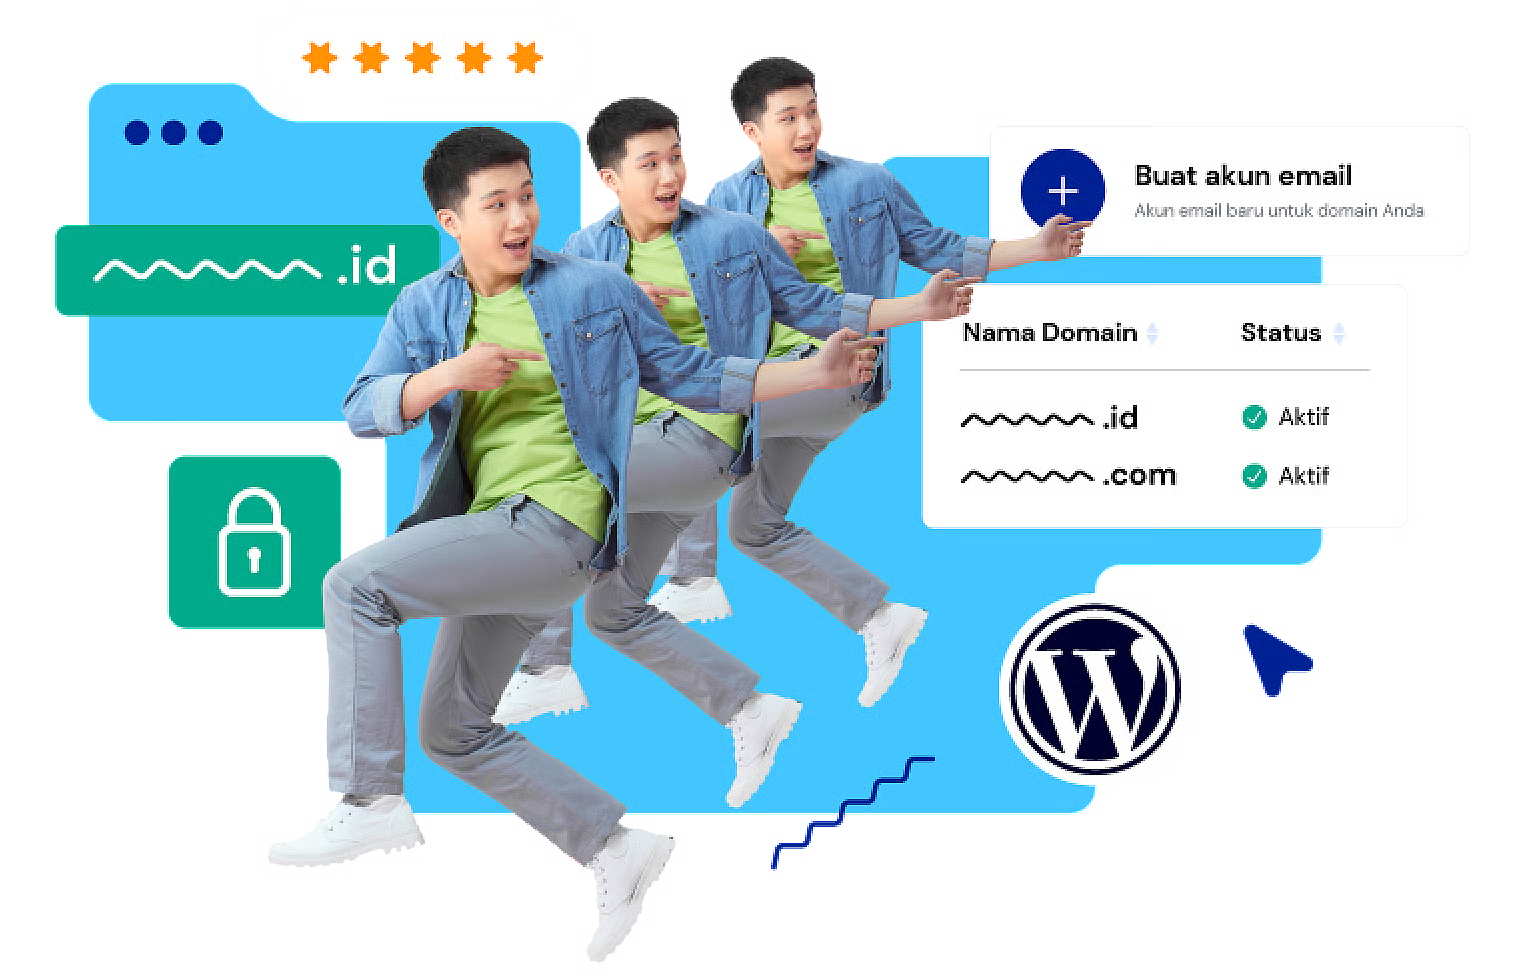 .id
Buat akun email
Akun email baru untuk domain Anda
Nama Domain Status
.id Aktif
.com Aktif
W